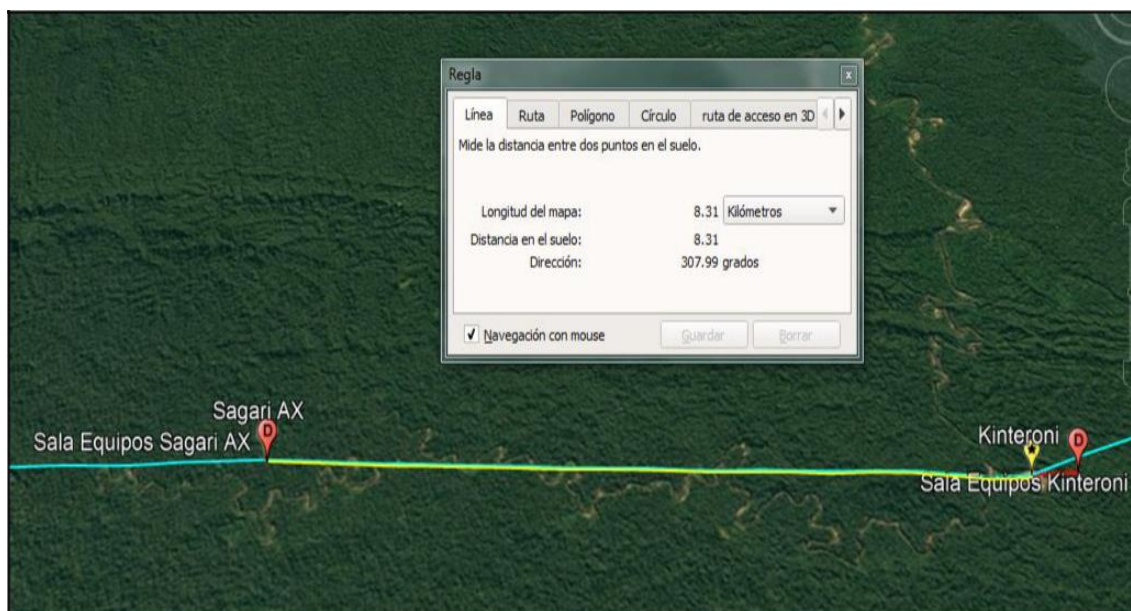 Regla
x
Línea Ruta Polígono Círculo ruta de acceso en 3D
Mide la distancia entre dos puntos en el suelo.
Longitud del mapa: 8.31 Kilómetros
Distancia en el suelo: 8.31
Dirección: 307.99 grados
Navegación con mouse Guardar Borrar
Sagari AX
Sala Equipos Sagari AX D
Kinteroni D
Sala Equipos Kinteroni